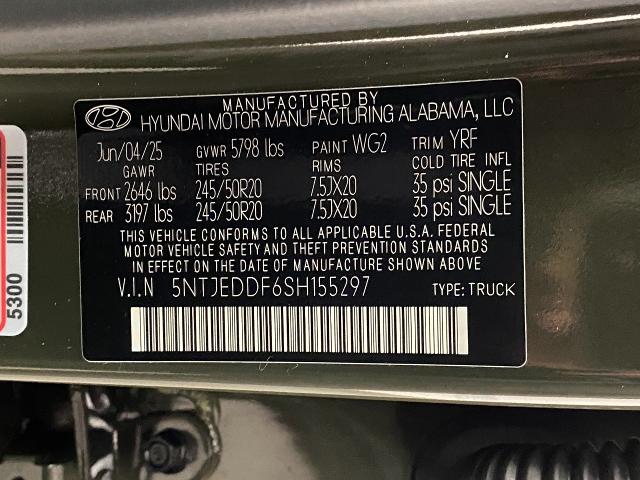 MANUFACTURED BY
HYUNDAI MOTOR MANUFACTURING ALABAMA, LLC
Jun/04/25 GVWR 5798 lbs PAINT WG2 TRIM YRF
GAWR TIRES RIMS COLD TIRE INFL
FRONT 2646 lbs 245/50R20 7.5JX20 35 psi SINGLE
REAR 3197 lbs 245/50R20 7.5JX20 35 psi SINGLE
THIS VEHICLE CONFORMS TO ALL APPLICABLE U.S.A. FEDERAL
MOTOR VEHICLE SAFETY AND THEFT PREVENTION STANDARDS
IN EFFECT ON THE DATE OF MANUFACTURE SHOWN ABOVE
V.I.N 5NTJEDDF6SH155297 TYPE: TRUCK
5300